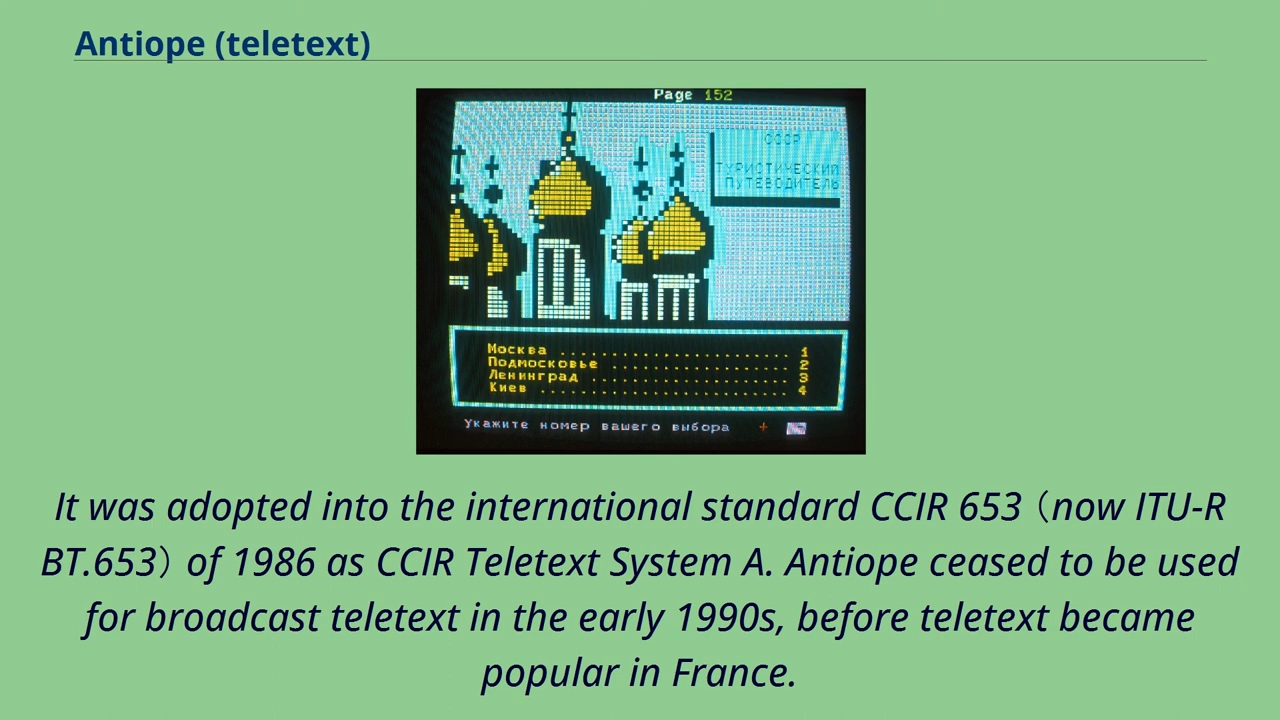 Antiope (teletext)
Page 152
СССР
ТУРИСТИЧЕСКИЙ
ПУТЕВОДИТЕЛЬ
Москва ........................ 1
Подмосковье .................... 2
Ленинград ..................... 3
Киев .......................... 4
Укажите номер вашего выбора +
It was adopted into the international standard CCIR 653（now ITU-R
BT.653）of 1986 as CCIR Teletext System A. Antiope ceased to be used
for broadcast teletext in the early 1990s, before teletext became
popular in France.